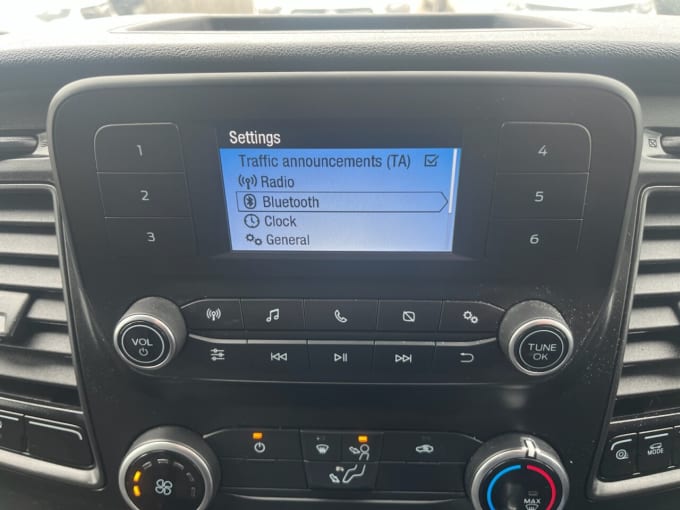 Settings
Traffic announcements (TA)
Radio
Bluetooth
Clock
General
1
2
3
4
5
6
VOL
TUNE
OK
MODE
MAX